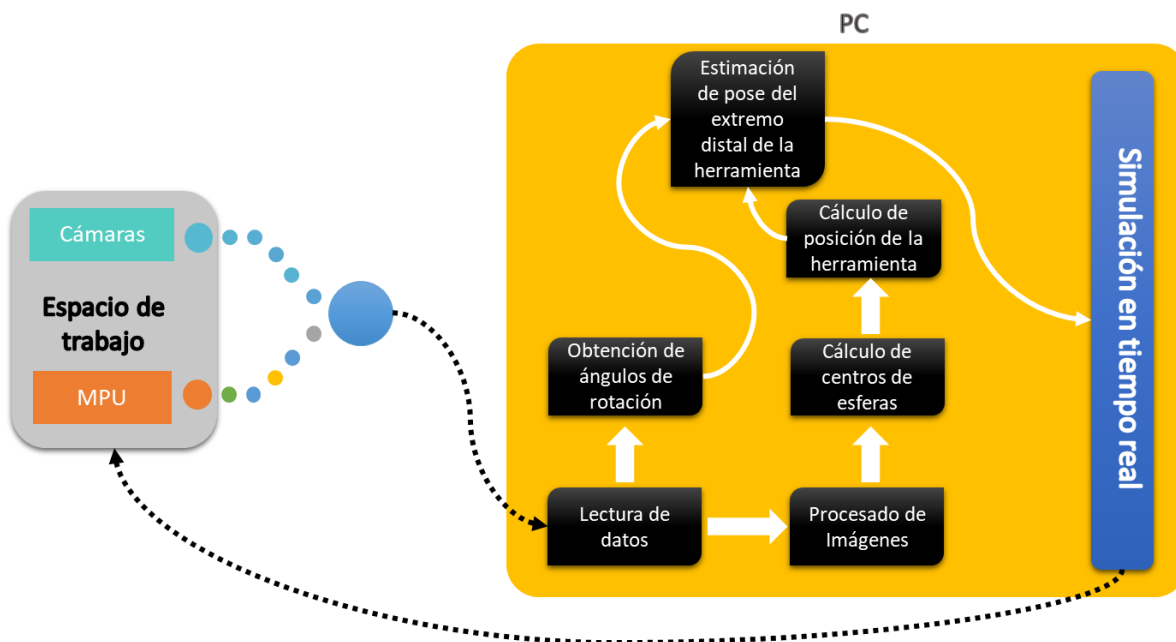 PC
Estimación
de pose del
extremo
distal de la
herramienta
Cámaras
Espacio de
trabajo
MPU
Cálculo de
posición de la
herramienta
Obtención de
ángulos de
rotación
Cálculo de
centros de
esferas
Lectura de
datos
Procesado de
Imágenes
Simulación en tiempo real